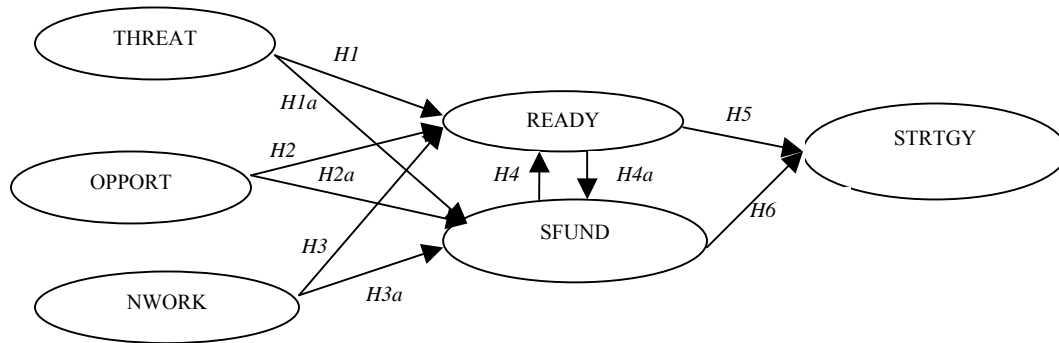 THREAT
H1
H1a
READY
H5
STRTGY
H2
OPPORT
H2a
H4
H4a
H6
SFUND
H3
NWORK
H3a